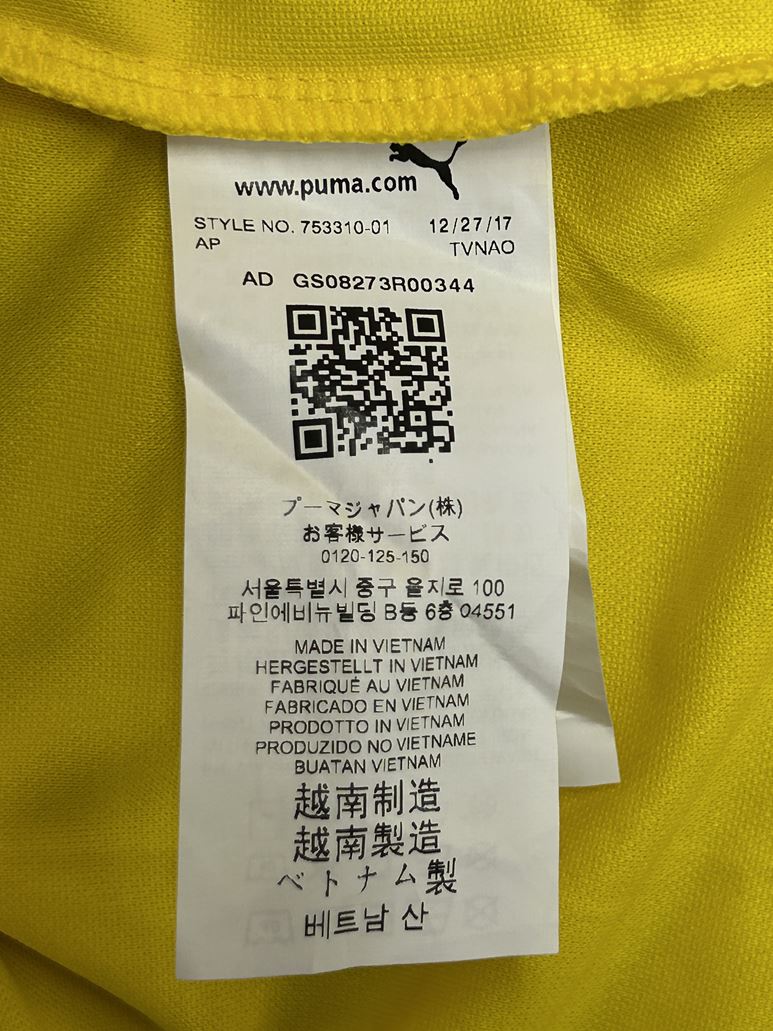 www.puma.com
STYLE NO. 753310-01 12/27/17
AP TVNAO
AD GS08273R00344
プーマジャパン(株)
お客様サービス
0120-125-150
서울특별시 중구 을지로 100
파인에비뉴빌딩 B동 6층 04551
MADE IN VIETNAM
HERGESTELLT IN VIETNAM
FABRIQUÉ AU VIETNAM
FABRICADO EN VIETNAM
PRODOTTO IN VIETNAM
PRODUZIDO NO VIETNAME
BUATAN VIETNAM
越南制造
越南製造
ベトナム製
베트남 산